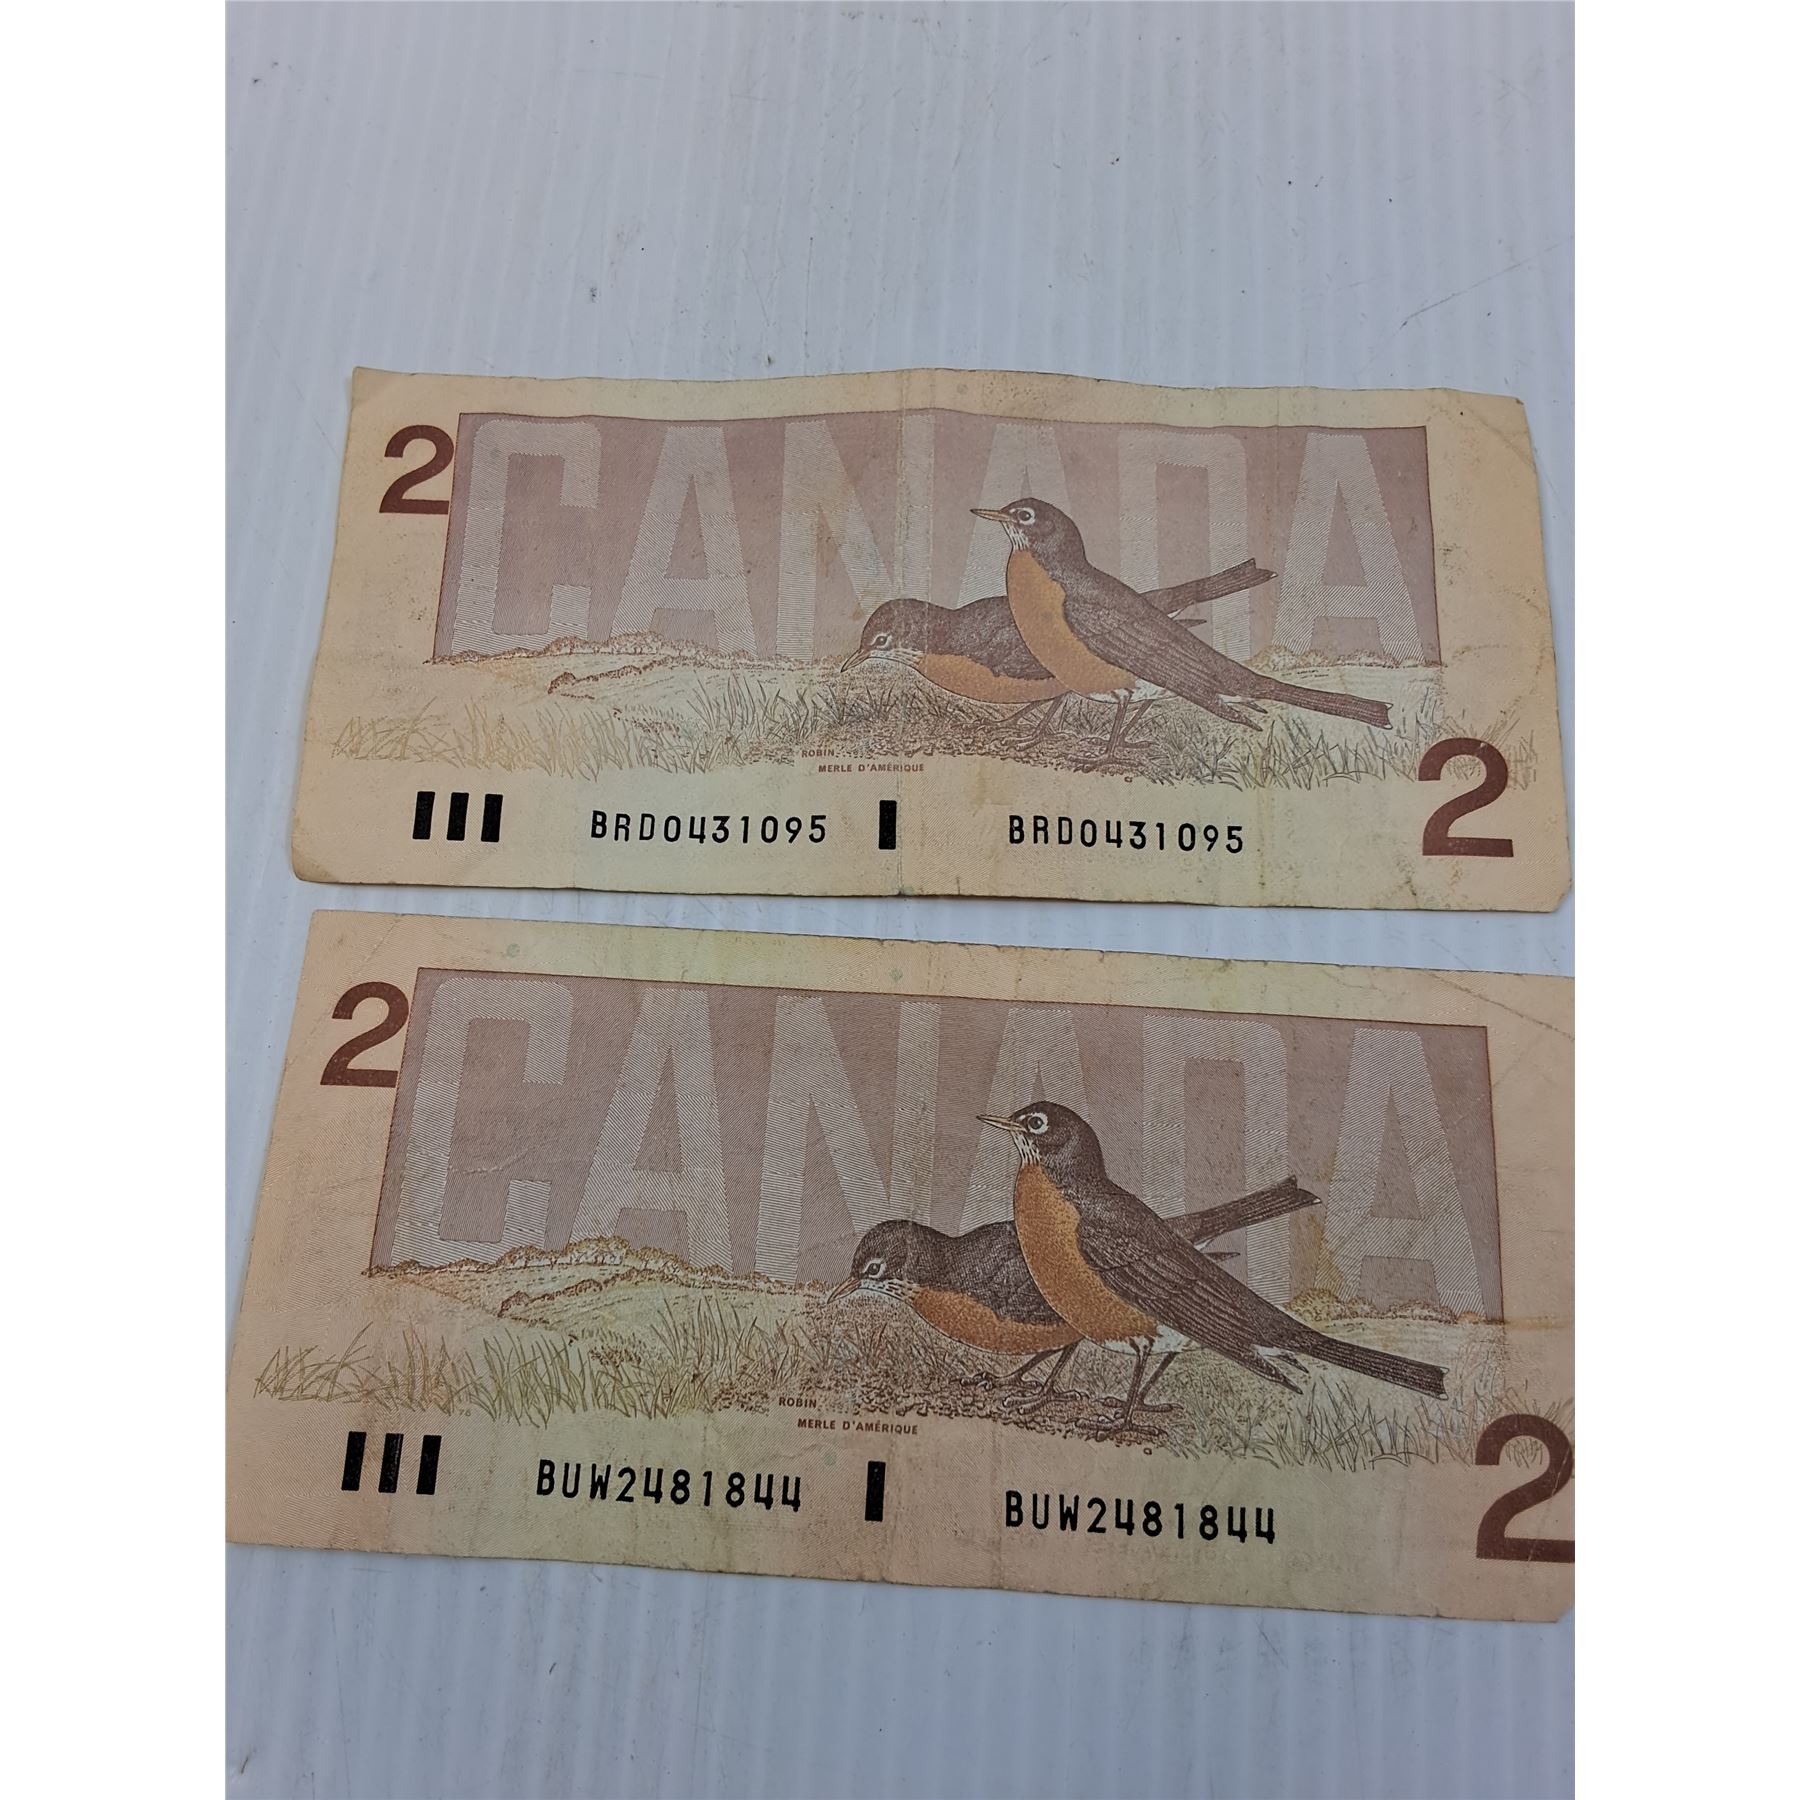 2 CANADA
ROBIN
MERLE D'AMÉRIQUE
BRD0431095 BRD0431095 2
2 CANADA
ROBIN
MERLE D'AMÉRIQUE
BUW2481844 BUW2481844 2